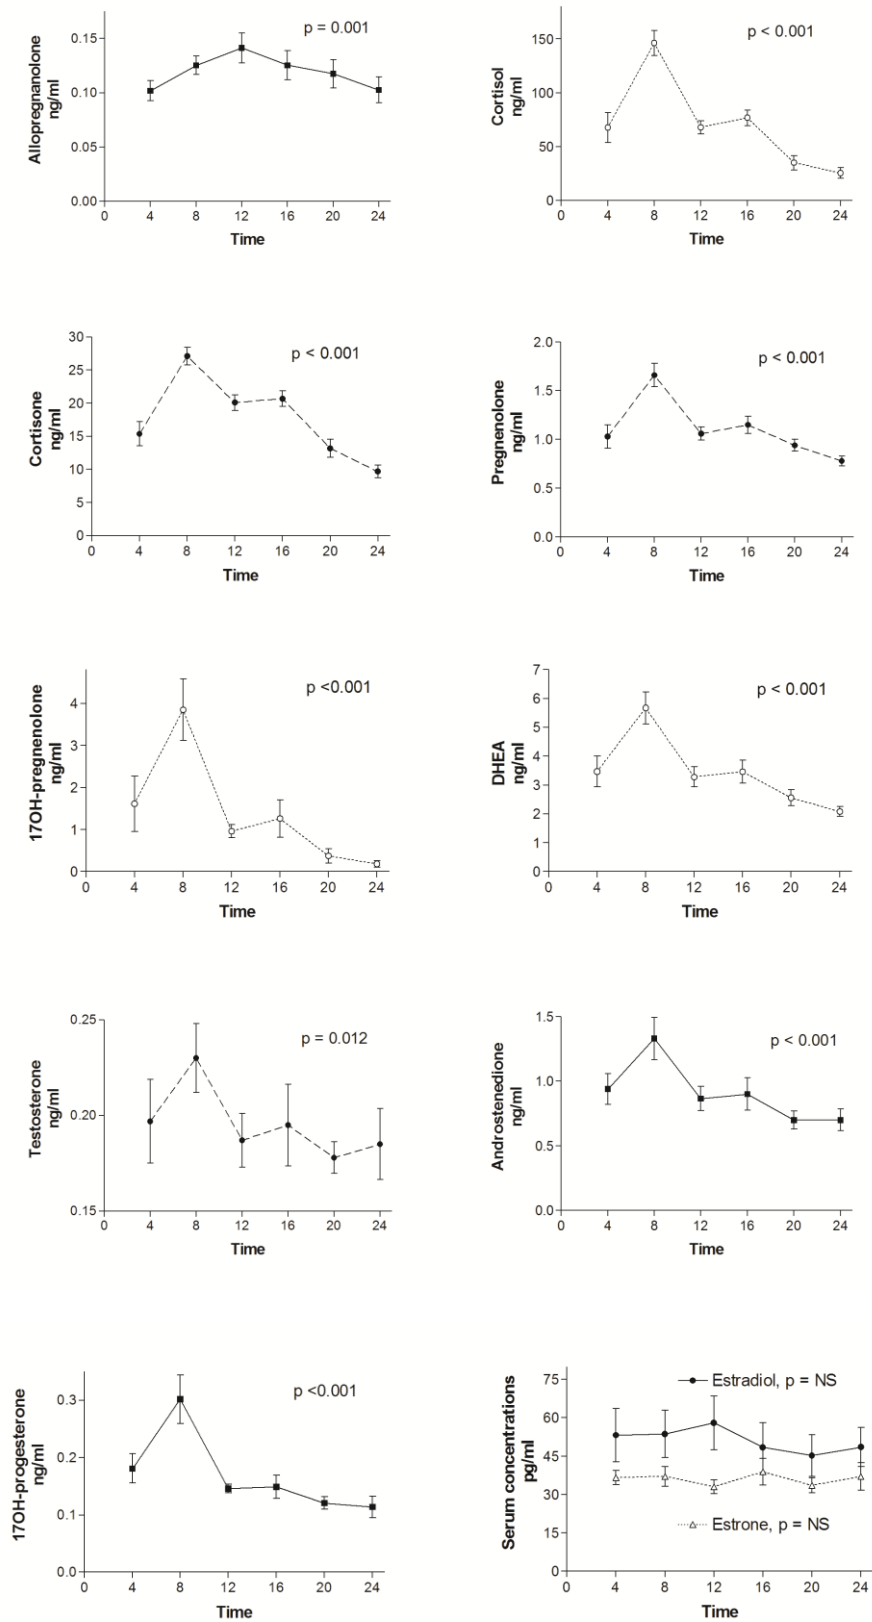 Allopregnanolone
ng/ml
0.15
0.10
0.05
0.00
p = 0.001
0 4 8 12 16 20 24
Time
Cortisol
ng/ml
150
100
50
0
p < 0.001
0 4 8 12 16 20 24
Time
Cortisone
ng/ml
30
25
20
15
10
5
0
p < 0.001
0 4 8 12 16 20 24
Time
Pregnenolone
ng/ml
2.0
1.5
1.0
0.5
0.0
p < 0.001
0 4 8 12 16 20 24
Time
17OH-pregnenolone
ng/ml
4
3
2
1
0
p <0.001
0 4 8 12 16 20 24
Time
DHEA
ng/ml
7
6
5
4
3
2
1
0
p < 0.001
0 4 8 12 16 20 24
Time
Testosterone
ng/ml
0.25
0.20
0.15
p = 0.012
0 4 8 12 16 20 24
Time
Androstenedione
ng/ml
1.5
1.0
0.5
0.0
p < 0.001
0 4 8 12 16 20 24
Time
17OH-progesterone
ng/ml
0.3
0.2
0.1
0.0
p <0.001
0 4 8 12 16 20 24
Time
Serum concentrations
pg/ml
75
60
45
30
15
0
Estradiol, p = NS
Estrone, p = NS
0 4 8 12 16 20 24
Time